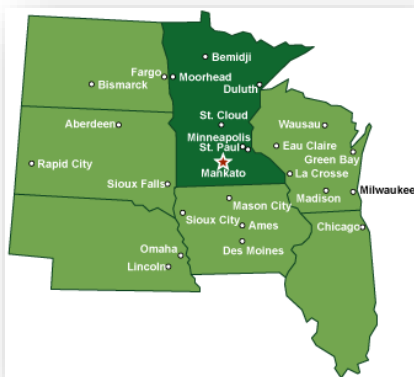 Bemidji
Fargo
Moorhead
Bismarck
Duluth
St. Cloud
Aberdeen
Wausau
Minneapolis
St. Paul
Eau Claire
Green Bay
Rapid City
Mankato
La Crosse
Sioux Falls
Madison
Milwaukee
Mason City
Sioux City
Ames
Chicago
Omaha
Des Moines
Lincoln